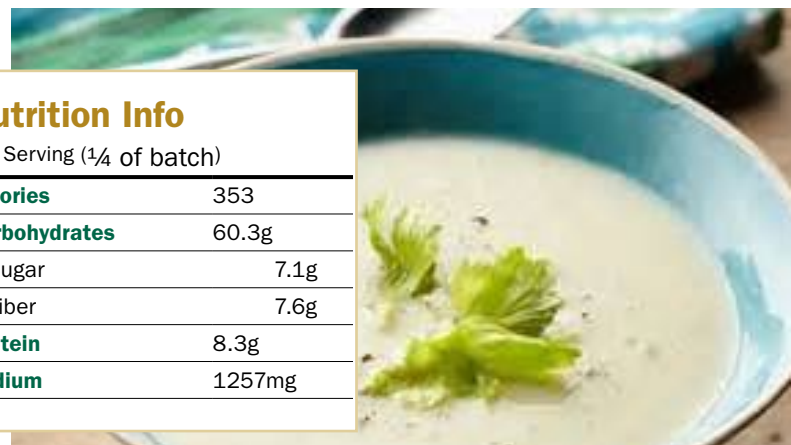 utrition Info
Serving (¼ of batch)
ories 353
rbohydrates 60.3g
ugar 7.1g
iber 7.6g
tein 8.3g
dium 1257mg